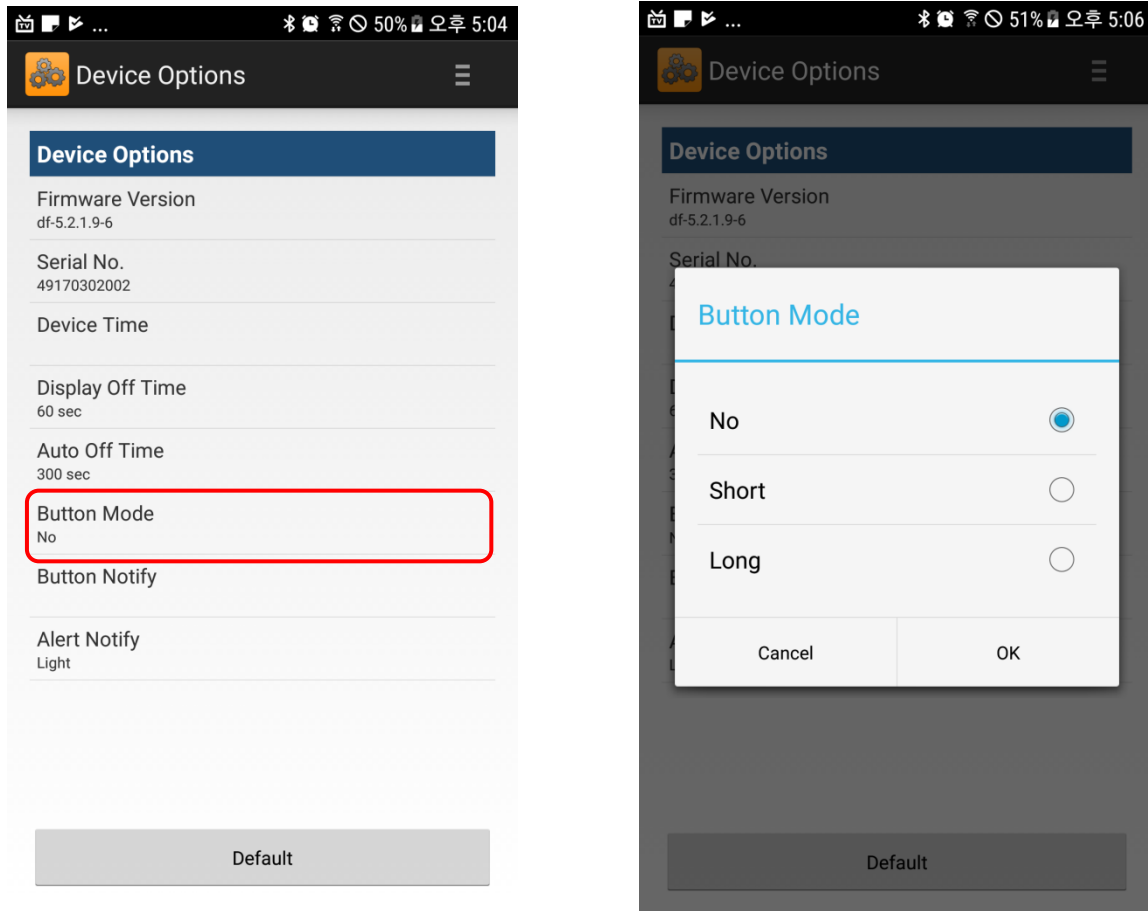 ... 50% 오후 5:04
Device Options
Device Options
Firmware Version
df-5.2.1.9-6
Serial No.
49170302002
Device Time
Display Off Time
60 sec
Auto Off Time
300 sec
Button Mode
No
Button Notify
Alert Notify
Light
Default
... 51% 오후 5:06
Device Options
Device Options
Firmware Version
df-5.2.1.9-6
Serial No.
Button Mode
No
Short
Long
Cancel
OK
Default